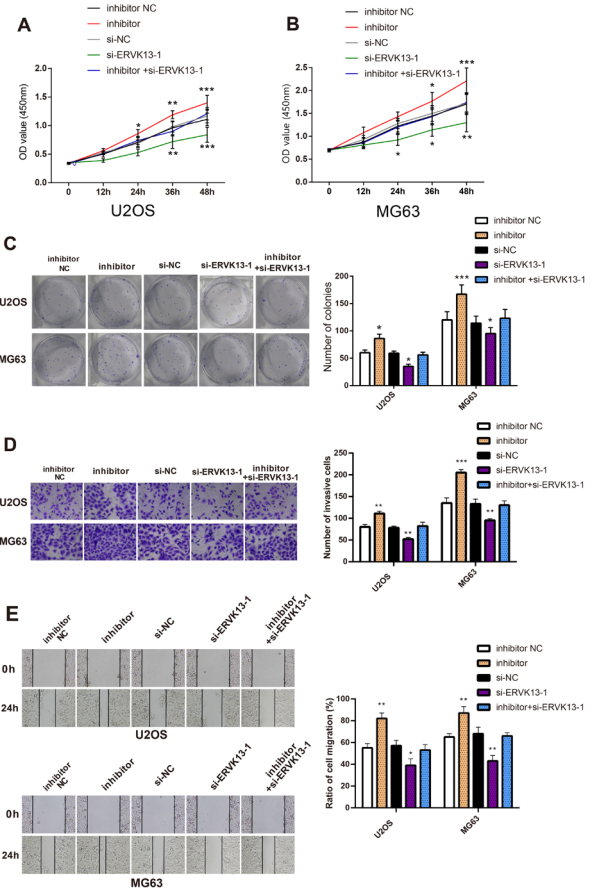 A
inhibitor NC
inhibitor
si-NC
si-ERVK13-1
inhibitor +si-ERVK13-1
OD value (450nm)
2.5
2.0
1.5
1.0
0.5
0.0
* ** ***
** ***
0 12h 24h 36h 48h
U2OS
B
inhibitor NC
inhibitor
si-NC
si-ERVK13-1
inhibitor +si-ERVK13-1
OD value (450nm)
2.5
2.0
1.5
1.0
0.5
0.0
* ***
* * **
0 12h 24h 36h 48h
MG63
C
inhibitor NC
inhibitor
si-NC
si-ERVK13-1
inhibitor
+si-ERVK13-1
U2OS
MG63
inhibitor NC
inhibitor
si-NC
si-ERVK13-1
inhibitor +si-ERVK13-1
Number of colonies
200
150
100
50
0
* * *** *
U2OS MG63
D
inhibitor
NC
inhibitor
si-NC
si-ERVK13-1
inhibitor
+si-ERVK13-1
U2OS
MG63
inhibitor NC
inhibitor
si-NC
si-ERVK13-1
inhibitor+si-ERVK13-1
Number of invasive cells
250
200
150
100
50
0
** ** *** **
U2OS MG63
E
inhibitor
NC
inhibitor
si-NC
si-ERVK13-1
inhibitor
+si-ERVK13-1
0h
24h
U2OS
inhibitor
NC
inhibitor
si-NC
si-ERVK13-1
inhibitor
+si-ERVK13-1
0h
24h
MG63
inhibitor NC
inhibitor
si-NC
si-ERVK13-1
inhibitor+si-ERVK13-1
Ratio of cell migration (%)
100
80
60
40
20
0
** * ** **
U2OS MG63